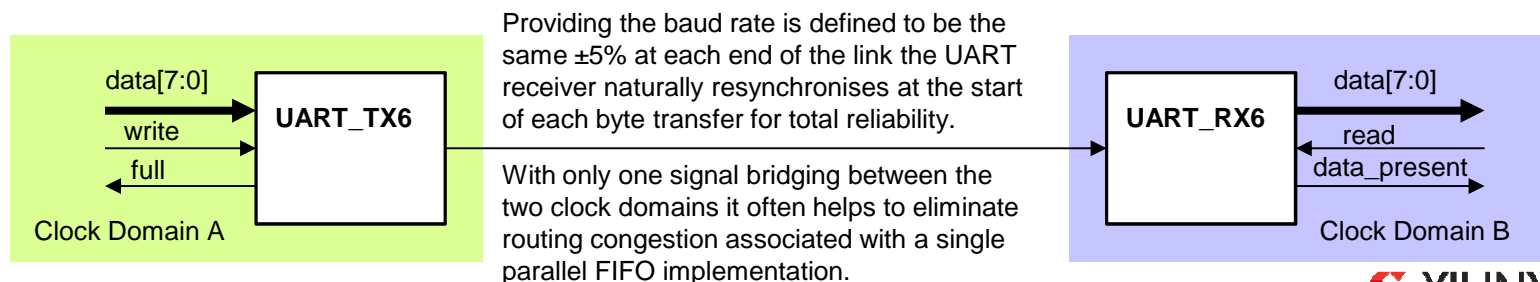 Providing the baud rate is defined to be the
same ±5% at each end of the link the UART
receiver naturally resynchronises at the start
of each byte transfer for total reliability.
data[7:0]
write
full
UART_TX6
Clock Domain A
With only one signal bridging between the
two clock domains it often helps to eliminate
routing congestion associated with a single
parallel FIFO implementation.
UART_RX6
data[7:0]
read
data_present
Clock Domain B